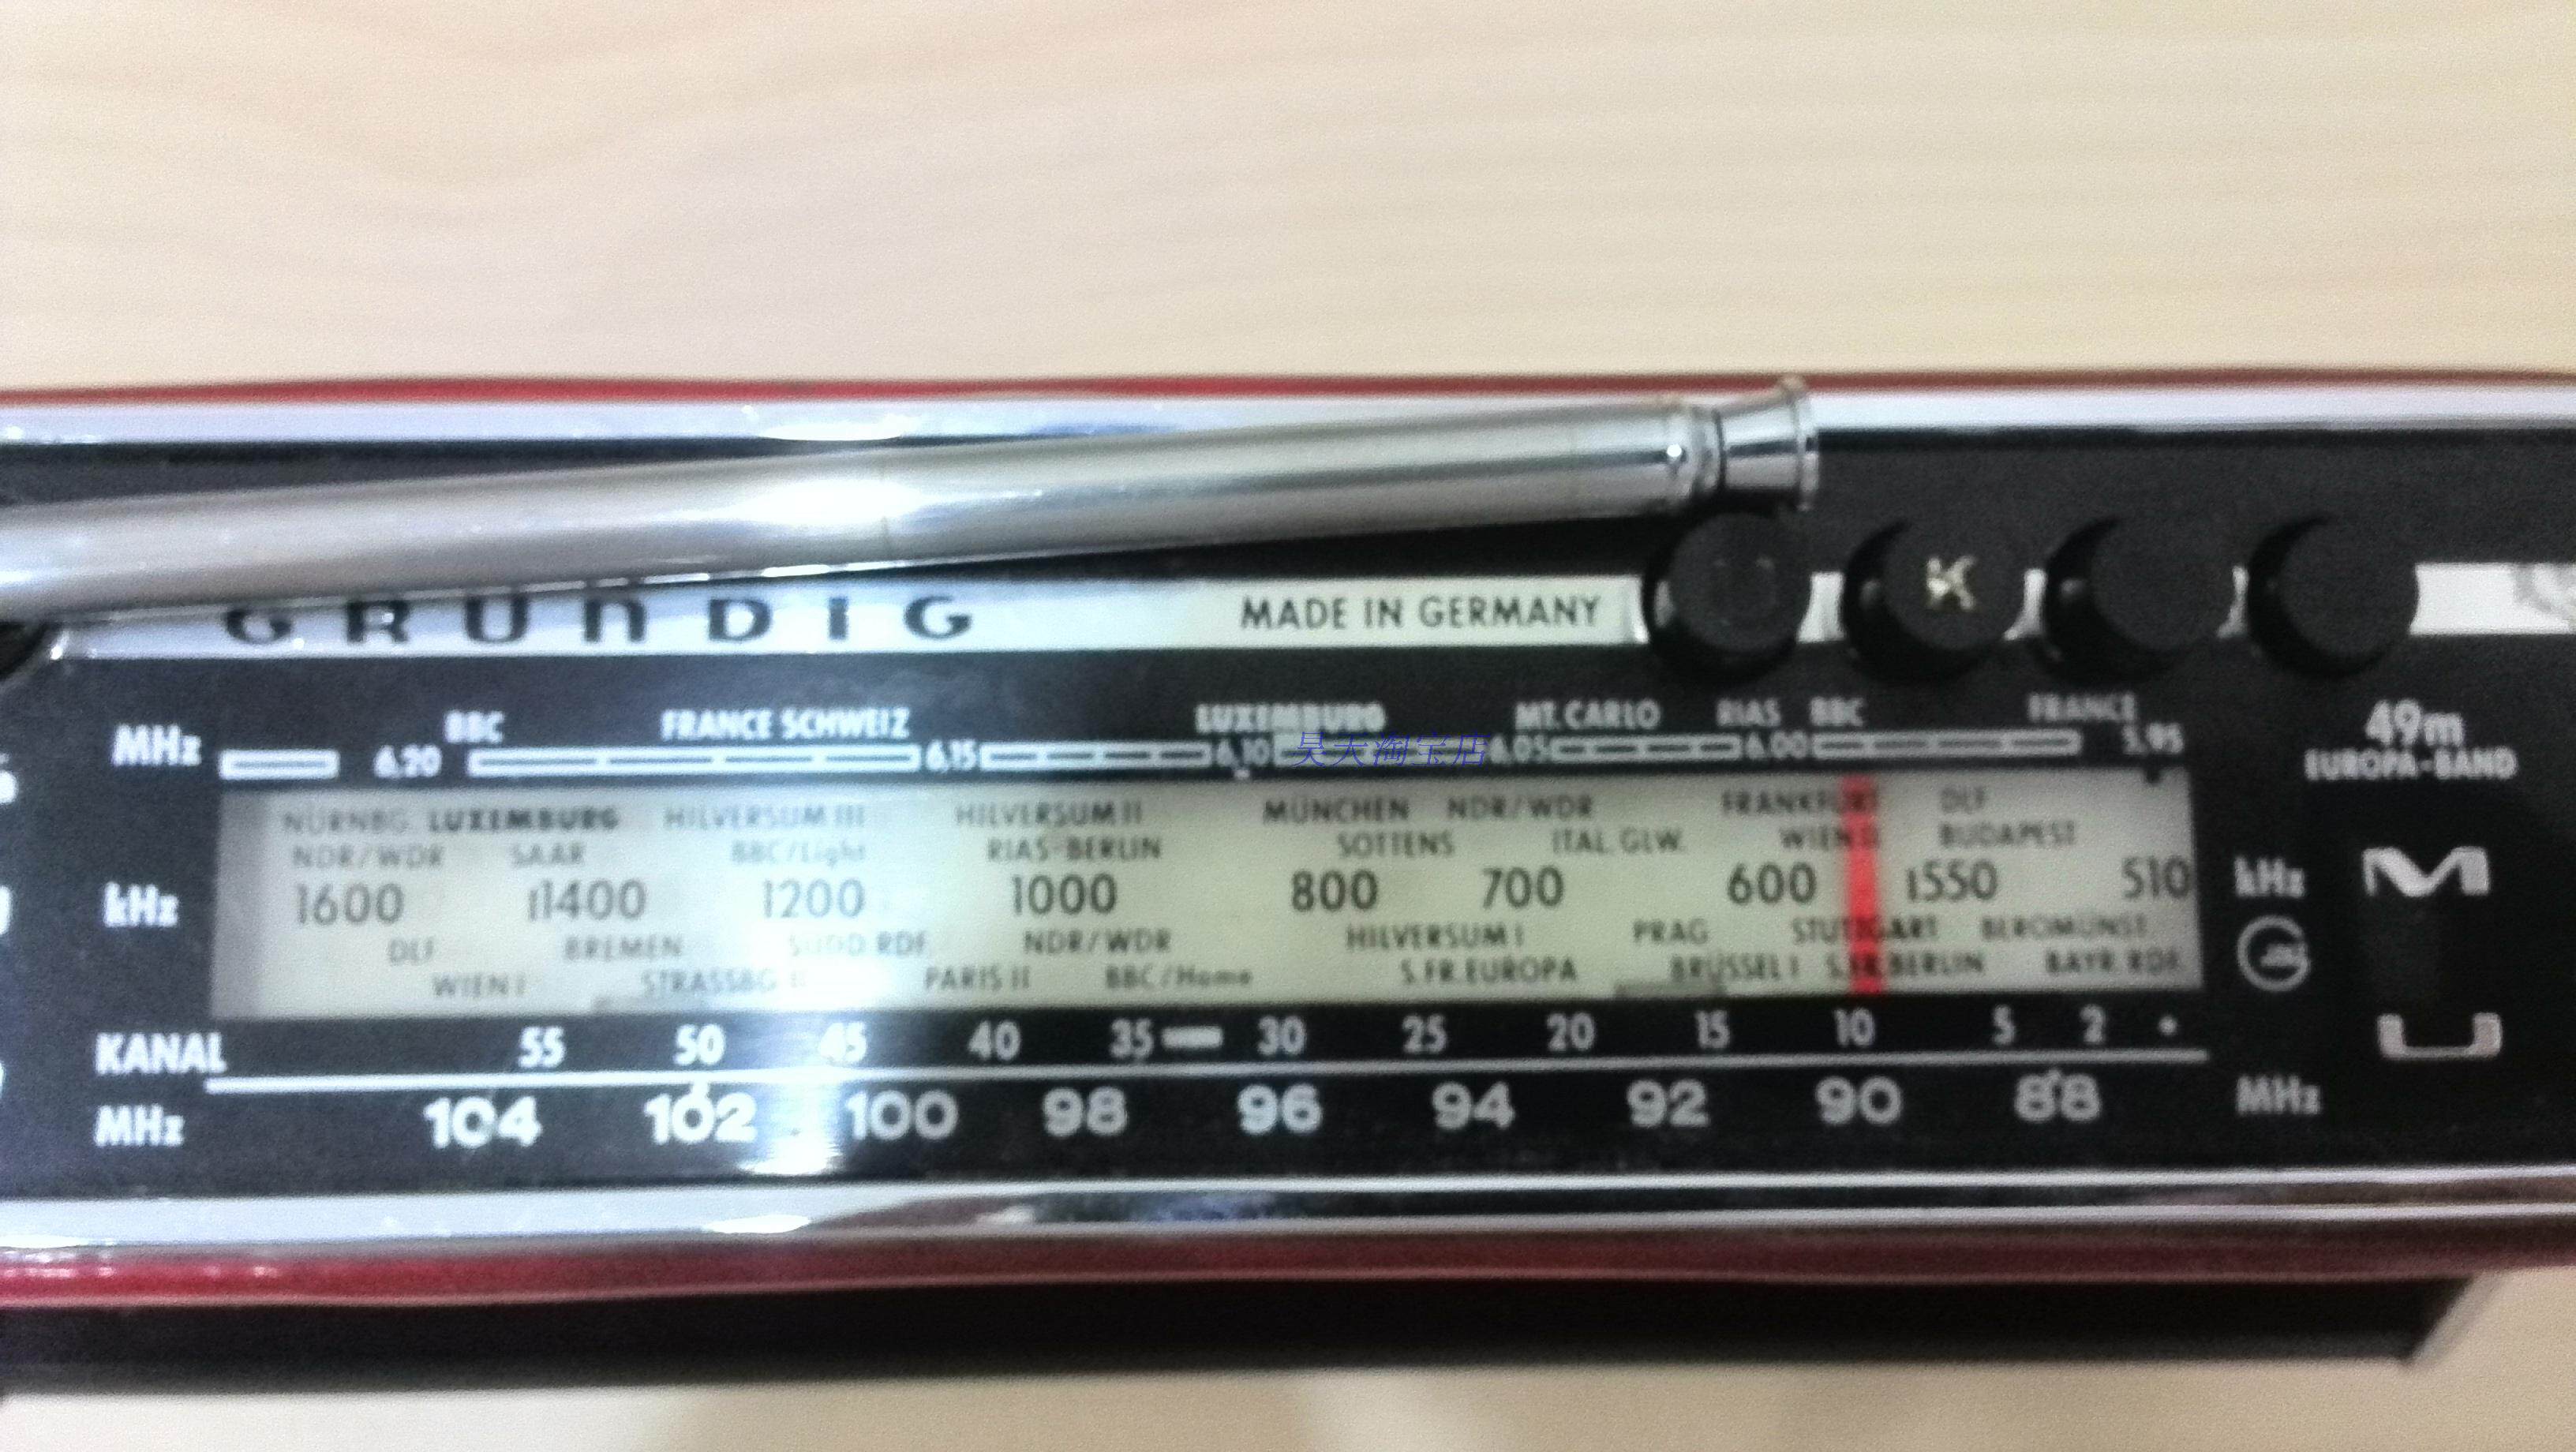 GRUNDIG MADE IN GERMANY
K
BBC FRANCE SCHWEIZ LUXEMBURG MT. CARLO RIAS BBC FRANCE
MHz 6,20 6,15 6,10 6,05 6,00 5,95
昊天淘宝店
49m
EUROPA-BAND
NÜRNBG. LUXEMBURG HILVERSUM III HILVERSUM II MÜNCHEN NDR/WDR FRANKFURT DLF
NDR/WDR SAAR BBC/Light RIAS-BERLIN SOTTENS ITAL. GLW. WIEN BUDAPEST
kHz 1600 1400 1200 1000 800 700 600 550 510 kHz M
DLF BREMEN SÜDD. RDF. NDR/WDR HILVERSUM I PRAG STUTTGART BEROMÜNST.
WIEN I STRASSBG II PARIS II BBC/Home S.FR.EUROPA BRÜSSEL I S.FR.BERLIN BAYR. RDF.
KANAL 55 50 45 40 35 30 25 20 15 10 5 2 U
MHz 104 102 100 98 96 94 92 90 88 MHz